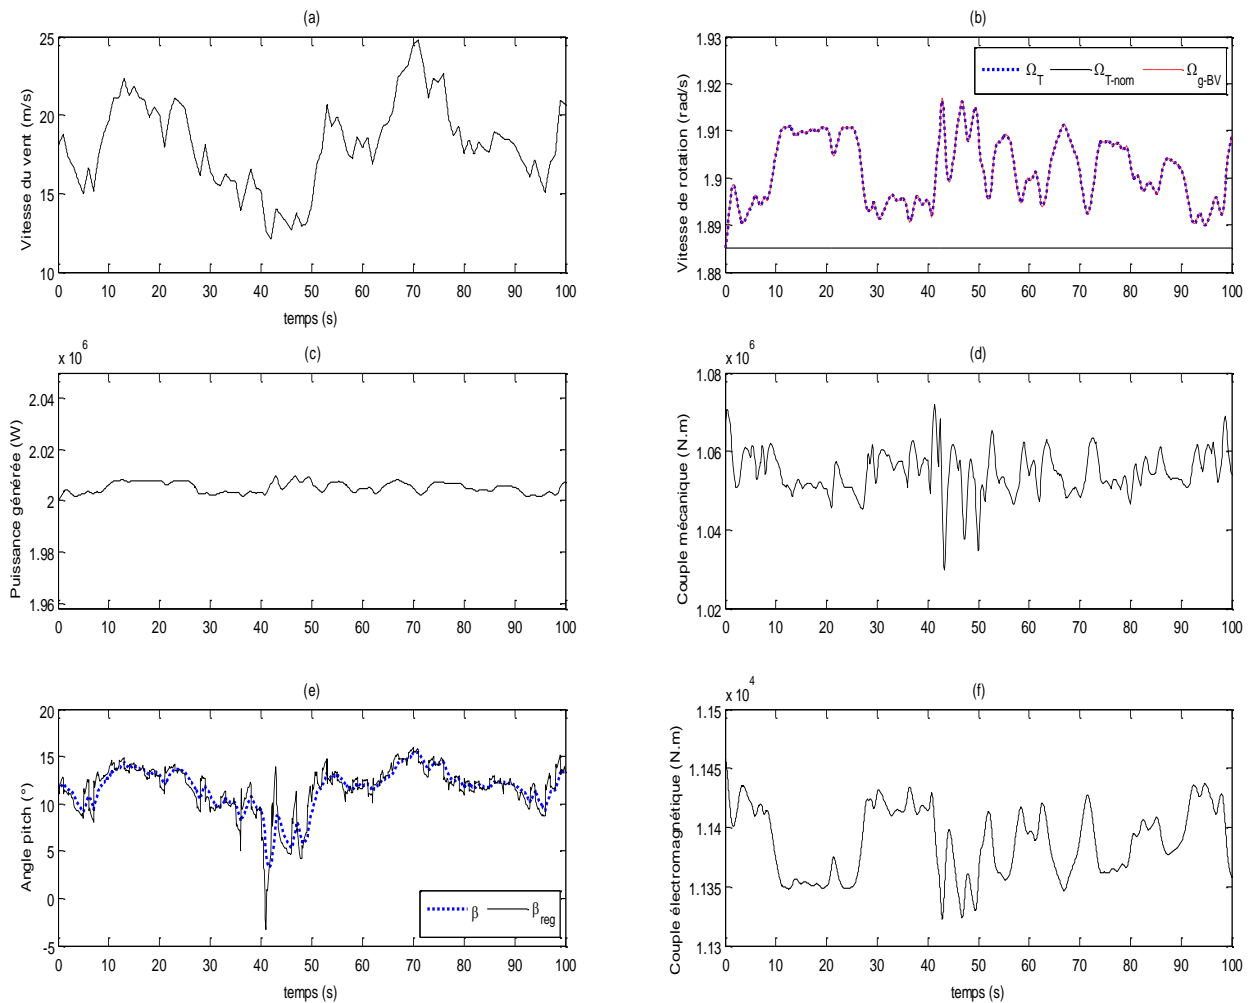 (a)
25
20
15
10
Vitesse du vent (m/s)
0 10 20 30 40 50 60 70 80 90 100
temps (s)
(b)
1.93
1.92
1.91
1.9
1.89
1.88
Vitesse de rotation (rad/s)
Ω_T Ω_T-nom Ω_g-BV
0 10 20 30 40 50 60 70 80 90 100
(c)
x 10^6
2.04
2.02
2
1.98
1.96
Puissance générée (W)
0 10 20 30 40 50 60 70 80 90 100
(d)
x 10^6
1.08
1.06
1.04
1.02
Couple mécanique (N.m)
0 10 20 30 40 50 60 70 80 90 100
(e)
20
15
10
5
0
-5
Angle pitch (°)
β β_reg
0 10 20 30 40 50 60 70 80 90 100
temps (s)
(f)
x 10^4
1.15
1.145
1.14
1.135
1.13
Couple électromagnétique (N.m)
0 10 20 30 40 50 60 70 80 90 100
temps (s)